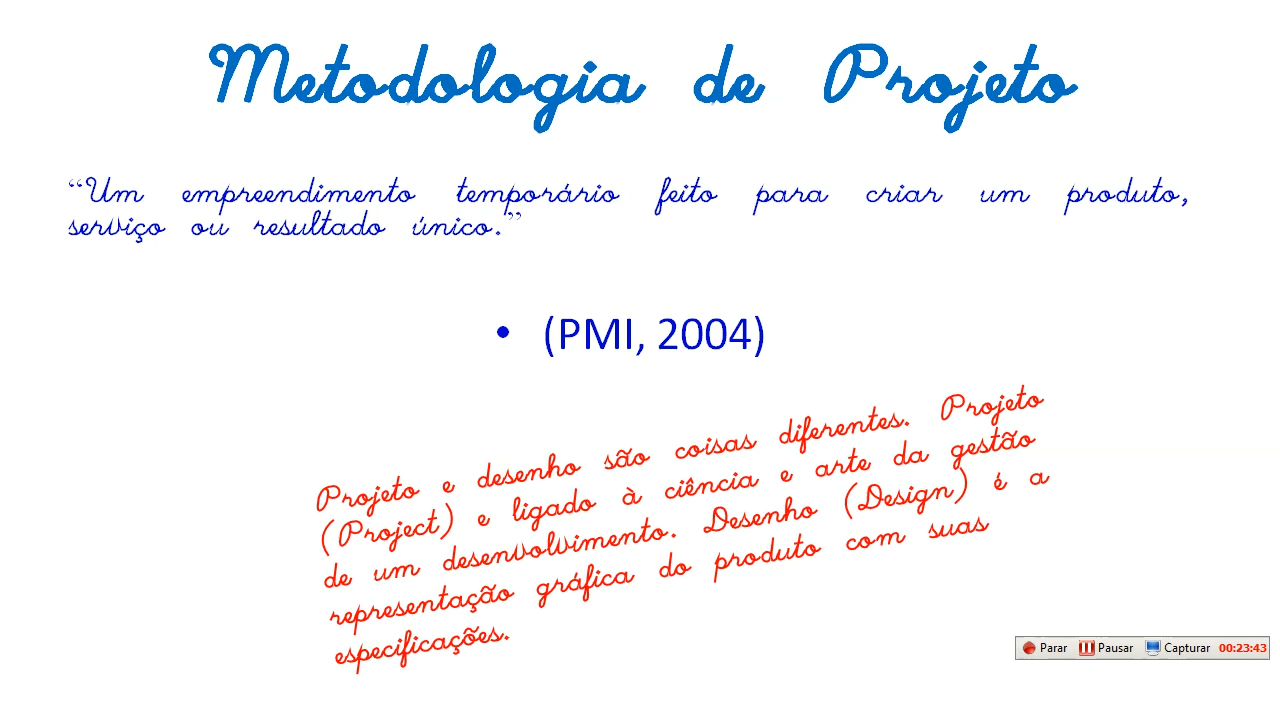 Metodologia de Projeto
“Um empreendimento temporário feito para criar um produto,
serviço ou resultado único.”
• (PMI, 2004)
Projeto e desenho são coisas diferentes. Projeto
(Project) e ligado à ciência e arte da gestão
de um desenvolvimento. Desenho (Design) é a
representação gráfica do produto com suas
especificações.
Parar Pausar Capturar 00:23:43